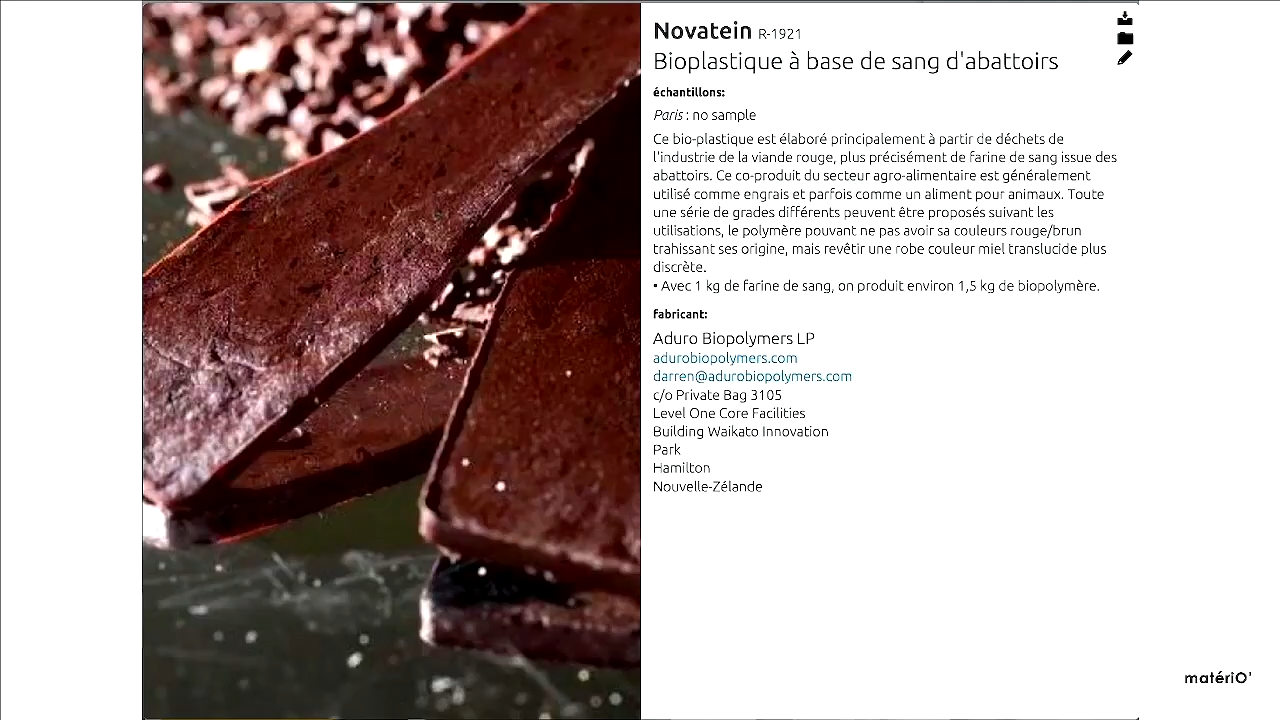 Novatein R-1921
Bioplastique à base de sang d'abattoirs
échantillons:
Paris : no sample
Ce bio-plastique est élaboré principalement à partir de déchets de
l'industrie de la viande rouge, plus précisément de farine de sang issue des
abattoirs. Ce co-produit du secteur agro-alimentaire est généralement
utilisé comme engrais et parfois comme un aliment pour animaux. Toute
une série de grades différents peuvent être proposés suivant les
utilisations, le polymère pouvant ne pas avoir sa couleurs rouge/brun
trahissant ses origine, mais revêtir une robe couleur miel translucide plus
discrète.
• Avec 1 kg de farine de sang, on produit environ 1,5 kg de biopolymère.
fabricant:
Aduro Biopolymers LP
adurobiopolymers.com
darren@adurobiopolymers.com
c/o Private Bag 3105
Level One Core Facilities
Building Waikato Innovation
Park
Hamilton
Nouvelle-Zélande
matériO'